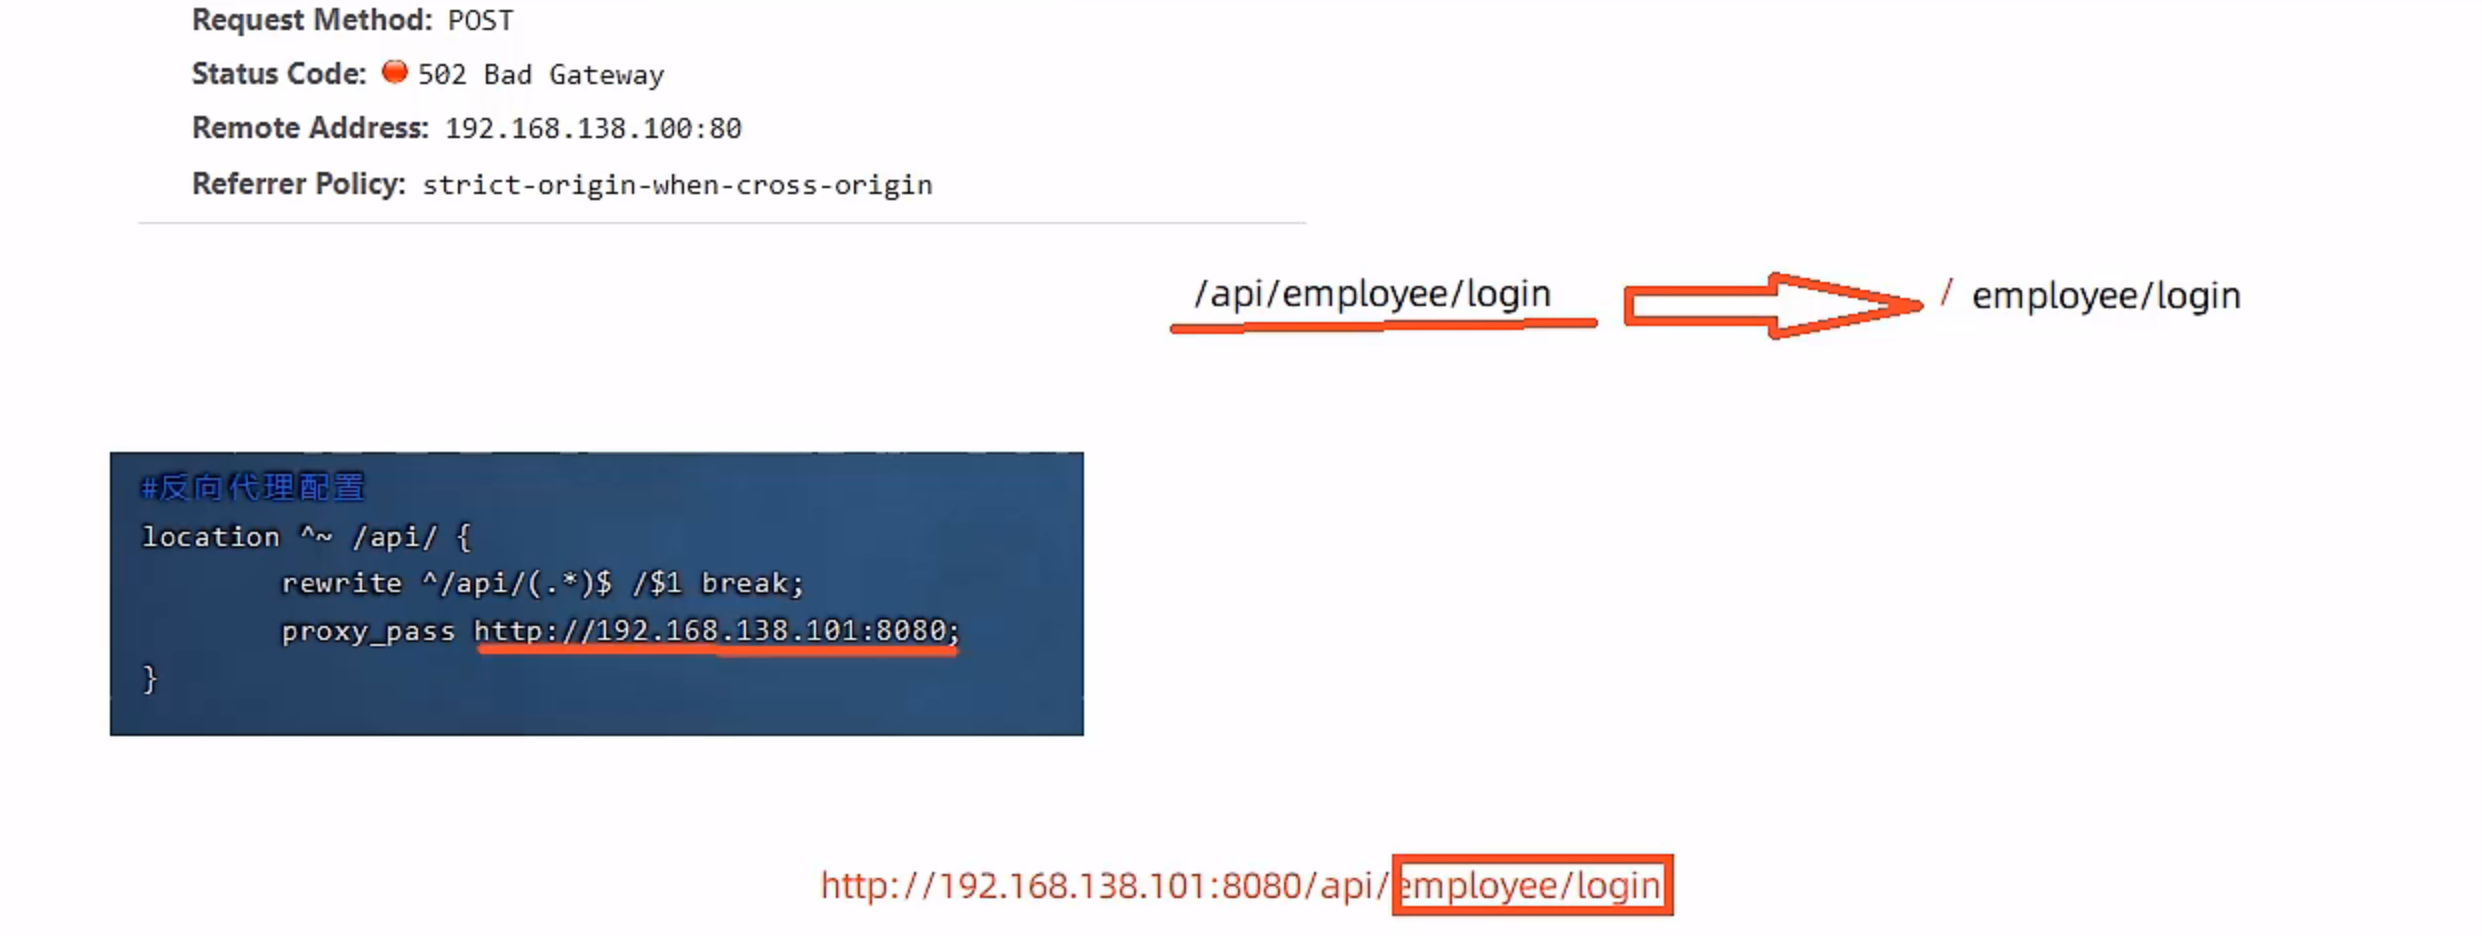 Request Method: POST
Status Code: 502 Bad Gateway
Remote Address: 192.168.138.100:80
Referrer Policy: strict-origin-when-cross-origin
/api/employee/login / employee/login
#反向代理配置
location ^~ /api/ {
rewrite ^/api/(.*)$ /$1 break;
proxy_pass http://192.168.138.101:8080;
}
http://192.168.138.101:8080/api/employee/login